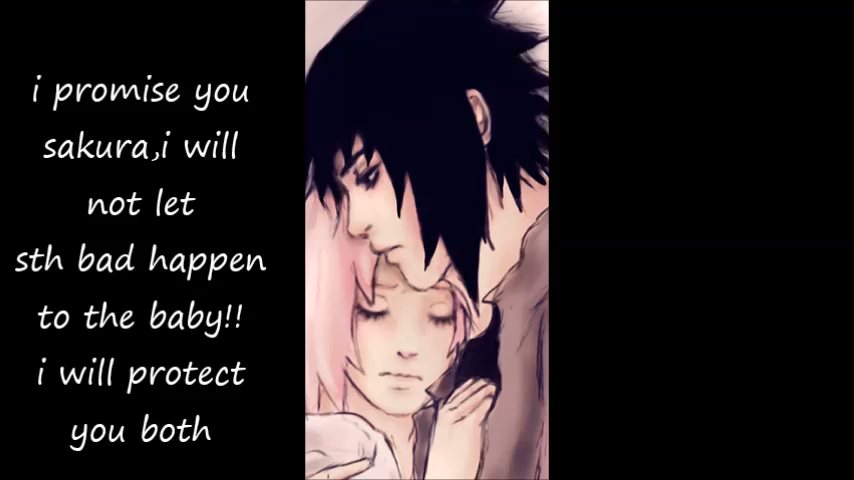 i promise you
sakura,i will
not let
sth bad happen
to the baby!!
i will protect
you both